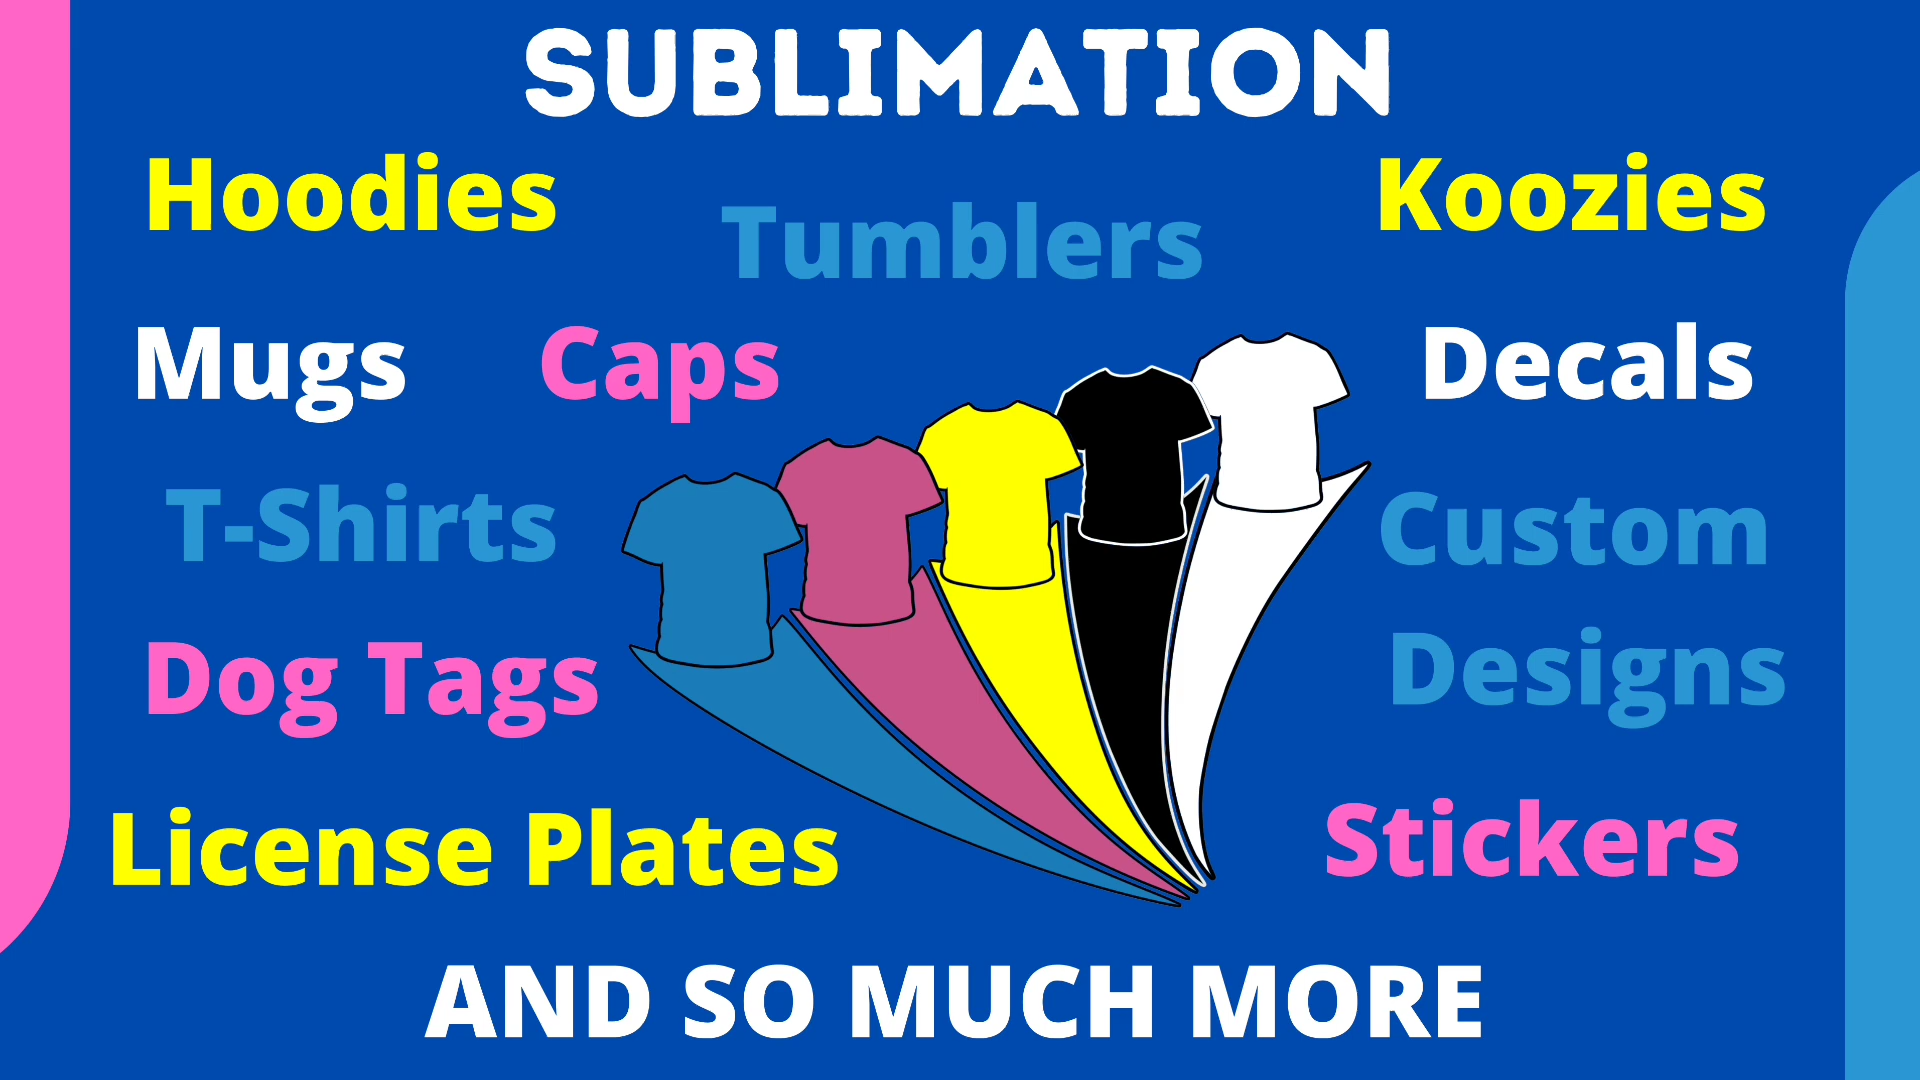 SUBLIMATION
Hoodies
Tumblers
Koozies
Mugs
Caps
Decals
T-Shirts
Custom
Designs
Dog Tags
License Plates
Stickers
AND SO MUCH MORE